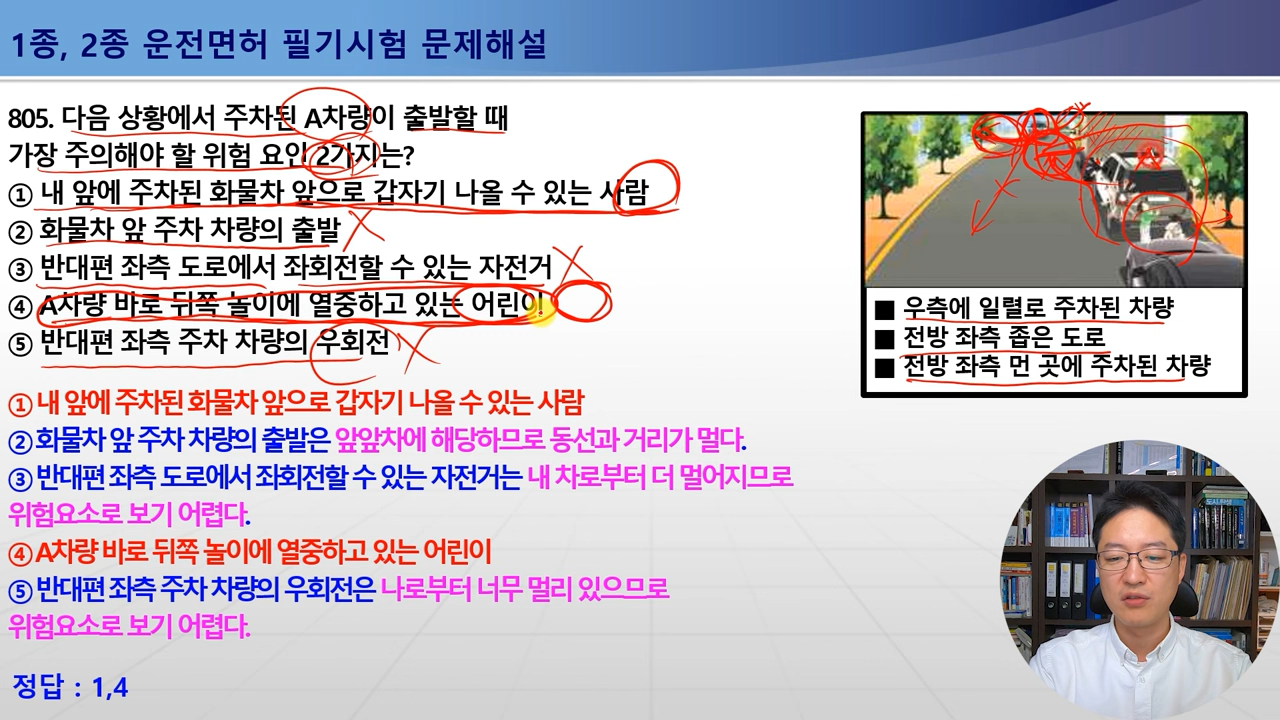 1종, 2종 운전면허 필기시험 문제해설
805. 다음 상황에서 주차된 A차량이 출발할 때
가장 주의해야 할 위험 요인 2가지는?
① 내 앞에 주차된 화물차 앞으로 갑자기 나올 수 있는 사람
② 화물차 앞 주차 차량의 출발
③ 반대편 좌측 도로에서 좌회전할 수 있는 자전거
④ A차량 바로 뒤쪽 놀이에 열중하고 있는 어린이
⑤ 반대편 좌측 주차 차량의 우회전
■ 우측에 일렬로 주차된 차량
■ 전방 좌측 좁은 도로
■ 전방 좌측 먼 곳에 주차된 차량
① 내 앞에 주차된 화물차 앞으로 갑자기 나올 수 있는 사람
② 화물차 앞 주차 차량의 출발은 앞앞차에 해당하므로 동선과 거리가 멀다.
③ 반대편 좌측 도로에서 좌회전할 수 있는 자전거는 내 차로부터 더 멀어지므로
위험요소로 보기 어렵다.
④ A차량 바로 뒤쪽 놀이에 열중하고 있는 어린이
⑤ 반대편 좌측 주차 차량의 우회전은 나로부터 너무 멀리 있으므로
위험요소로 보기 어렵다.
정답 : 1,4